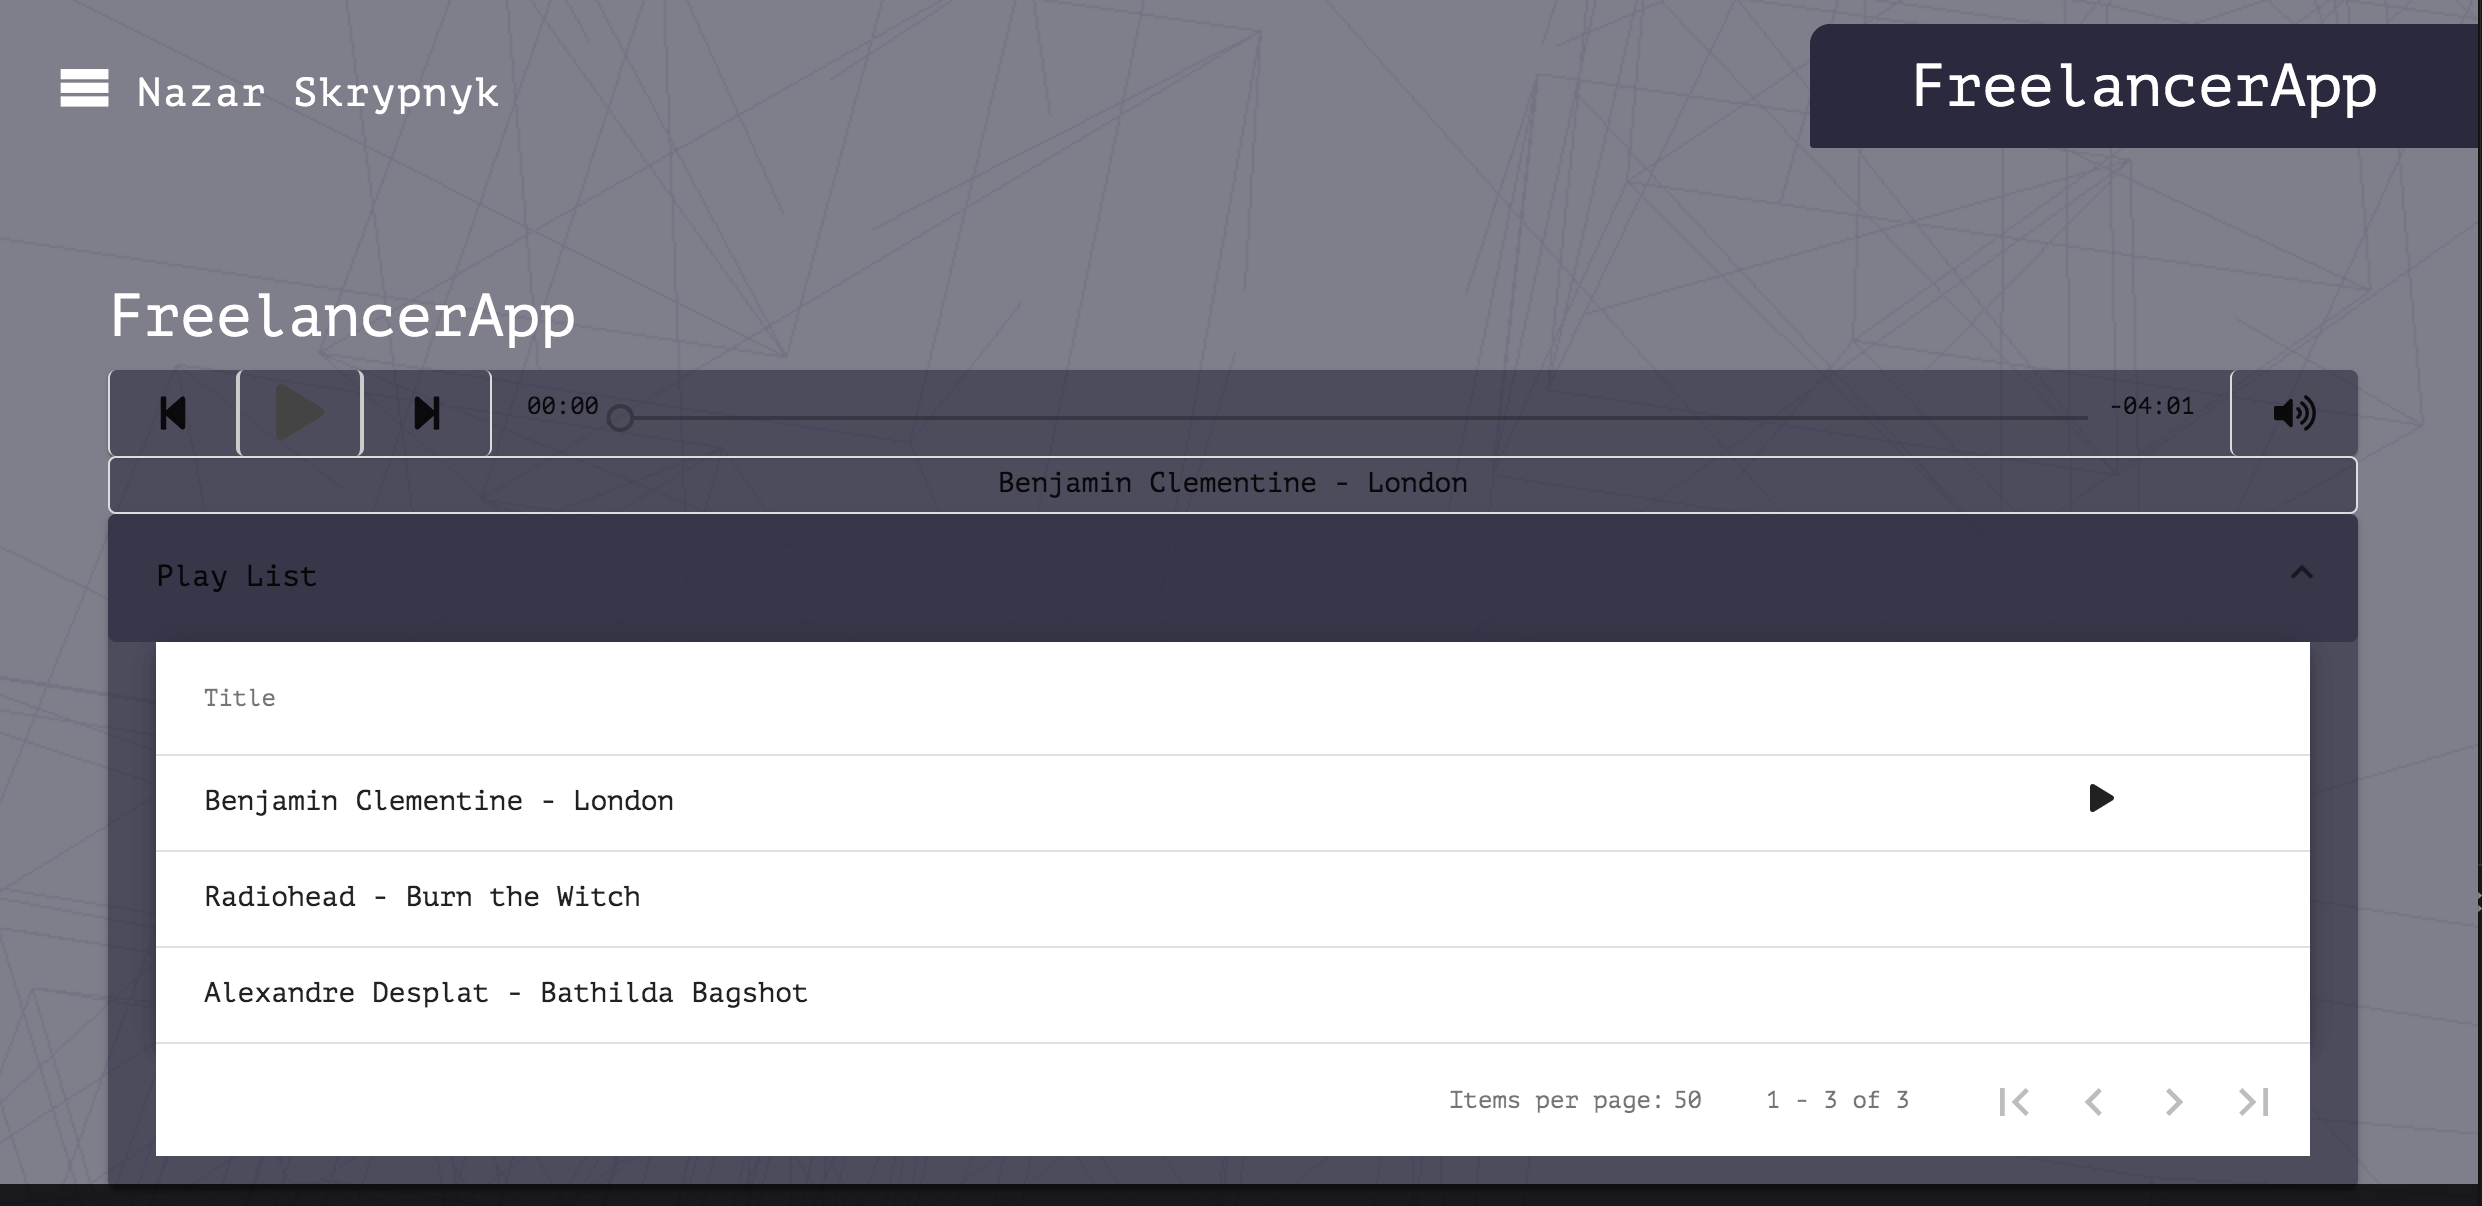 Nazar Skrypnyk
FreelancerApp
FreelancerApp
00:00
-04:01
Benjamin Clementine - London
Play List
Title
Benjamin Clementine - London
Radiohead - Burn the Witch
Alexandre Desplat - Bathilda Bagshot
Items per page: 50 1 - 3 of 3